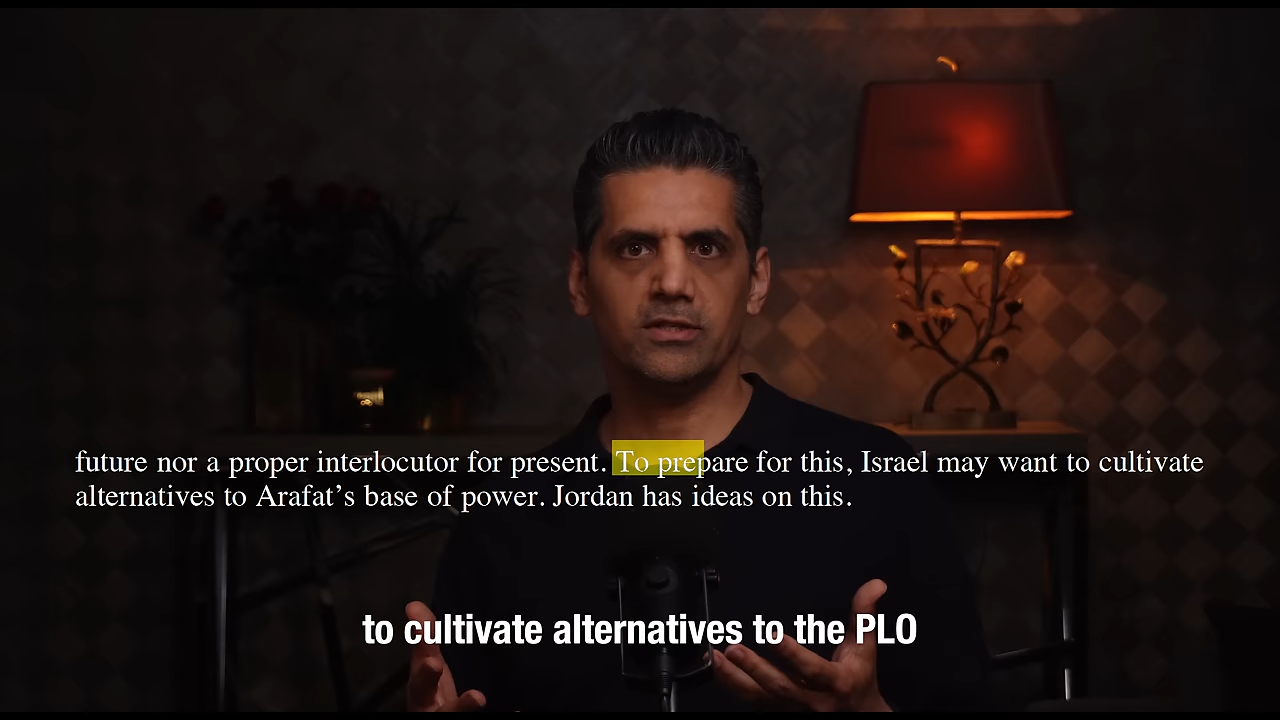 future nor a proper interlocutor for present. To prepare for this, Israel may want to cultivate
alternatives to Arafat’s base of power. Jordan has ideas on this.
to cultivate alternatives to the PLO